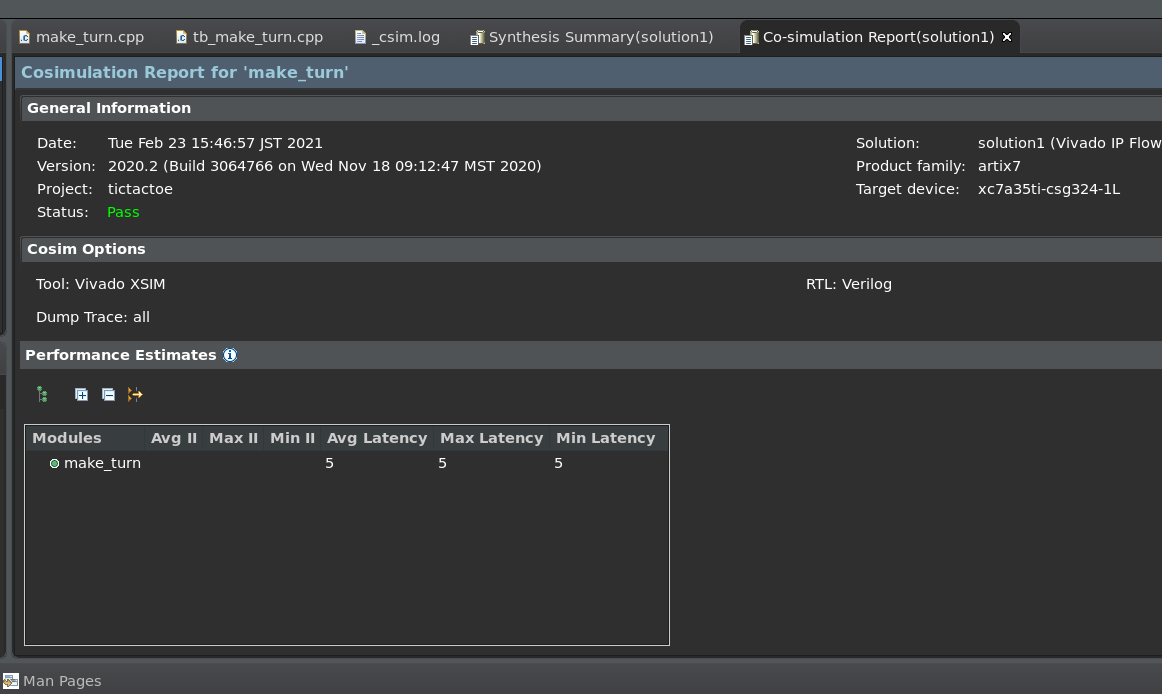 make_turn.cpp tb_make_turn.cpp _csim.log Synthesis Summary(solution1) Co-simulation Report(solution1)
Cosimulation Report for 'make_turn'
General Information
Date: Tue Feb 23 15:46:57 JST 2021 Solution: solution1 (Vivado IP Flow
Version: 2020.2 (Build 3064766 on Wed Nov 18 09:12:47 MST 2020) Product family: artix7
Project: tictactoe Target device: xc7a35ti-csg324-1L
Status: Pass
Cosim Options
Tool: Vivado XSIM RTL: Verilog
Dump Trace: all
Performance Estimates
Modules Avg II Max II Min II Avg Latency Max Latency Min Latency
make_turn 5 5 5
Man Pages